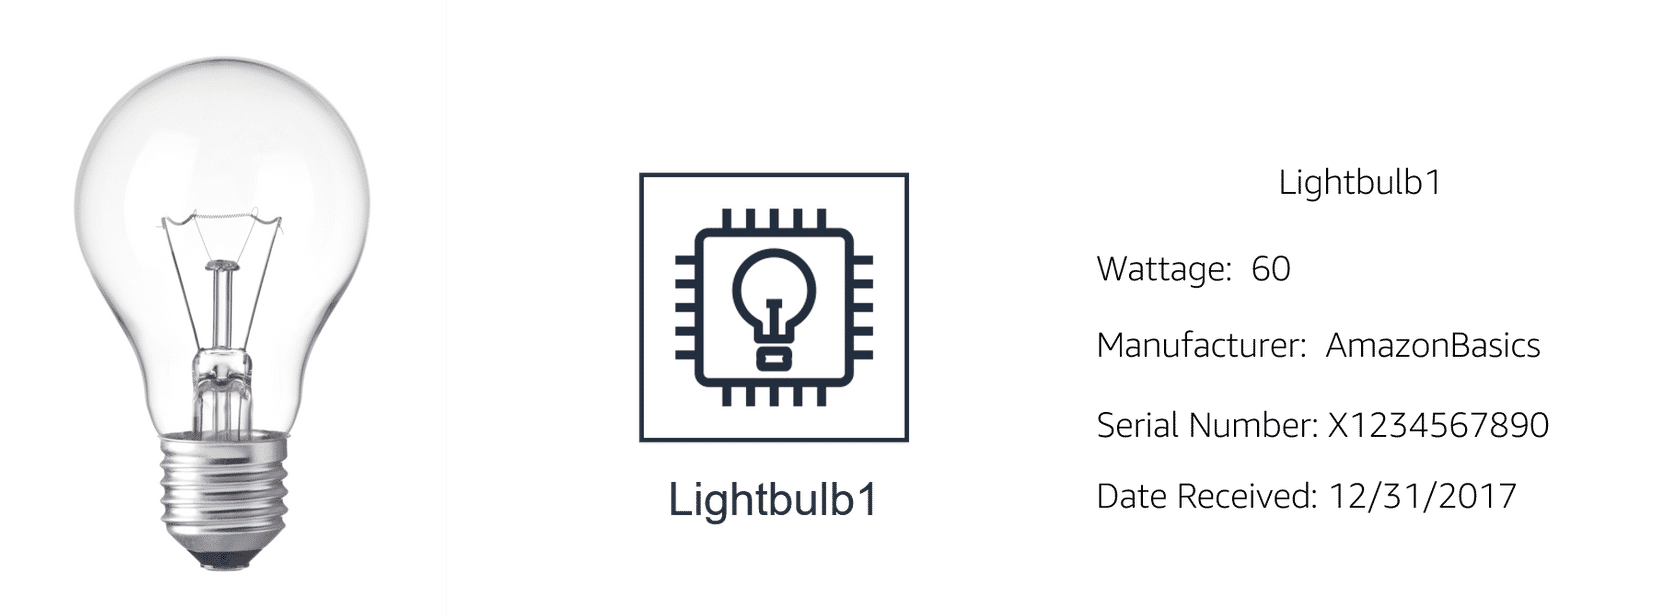 Lightbulb1
Lightbulb1
Wattage: 60
Manufacturer: AmazonBasics
Serial Number: X1234567890
Date Received: 12/31/2017